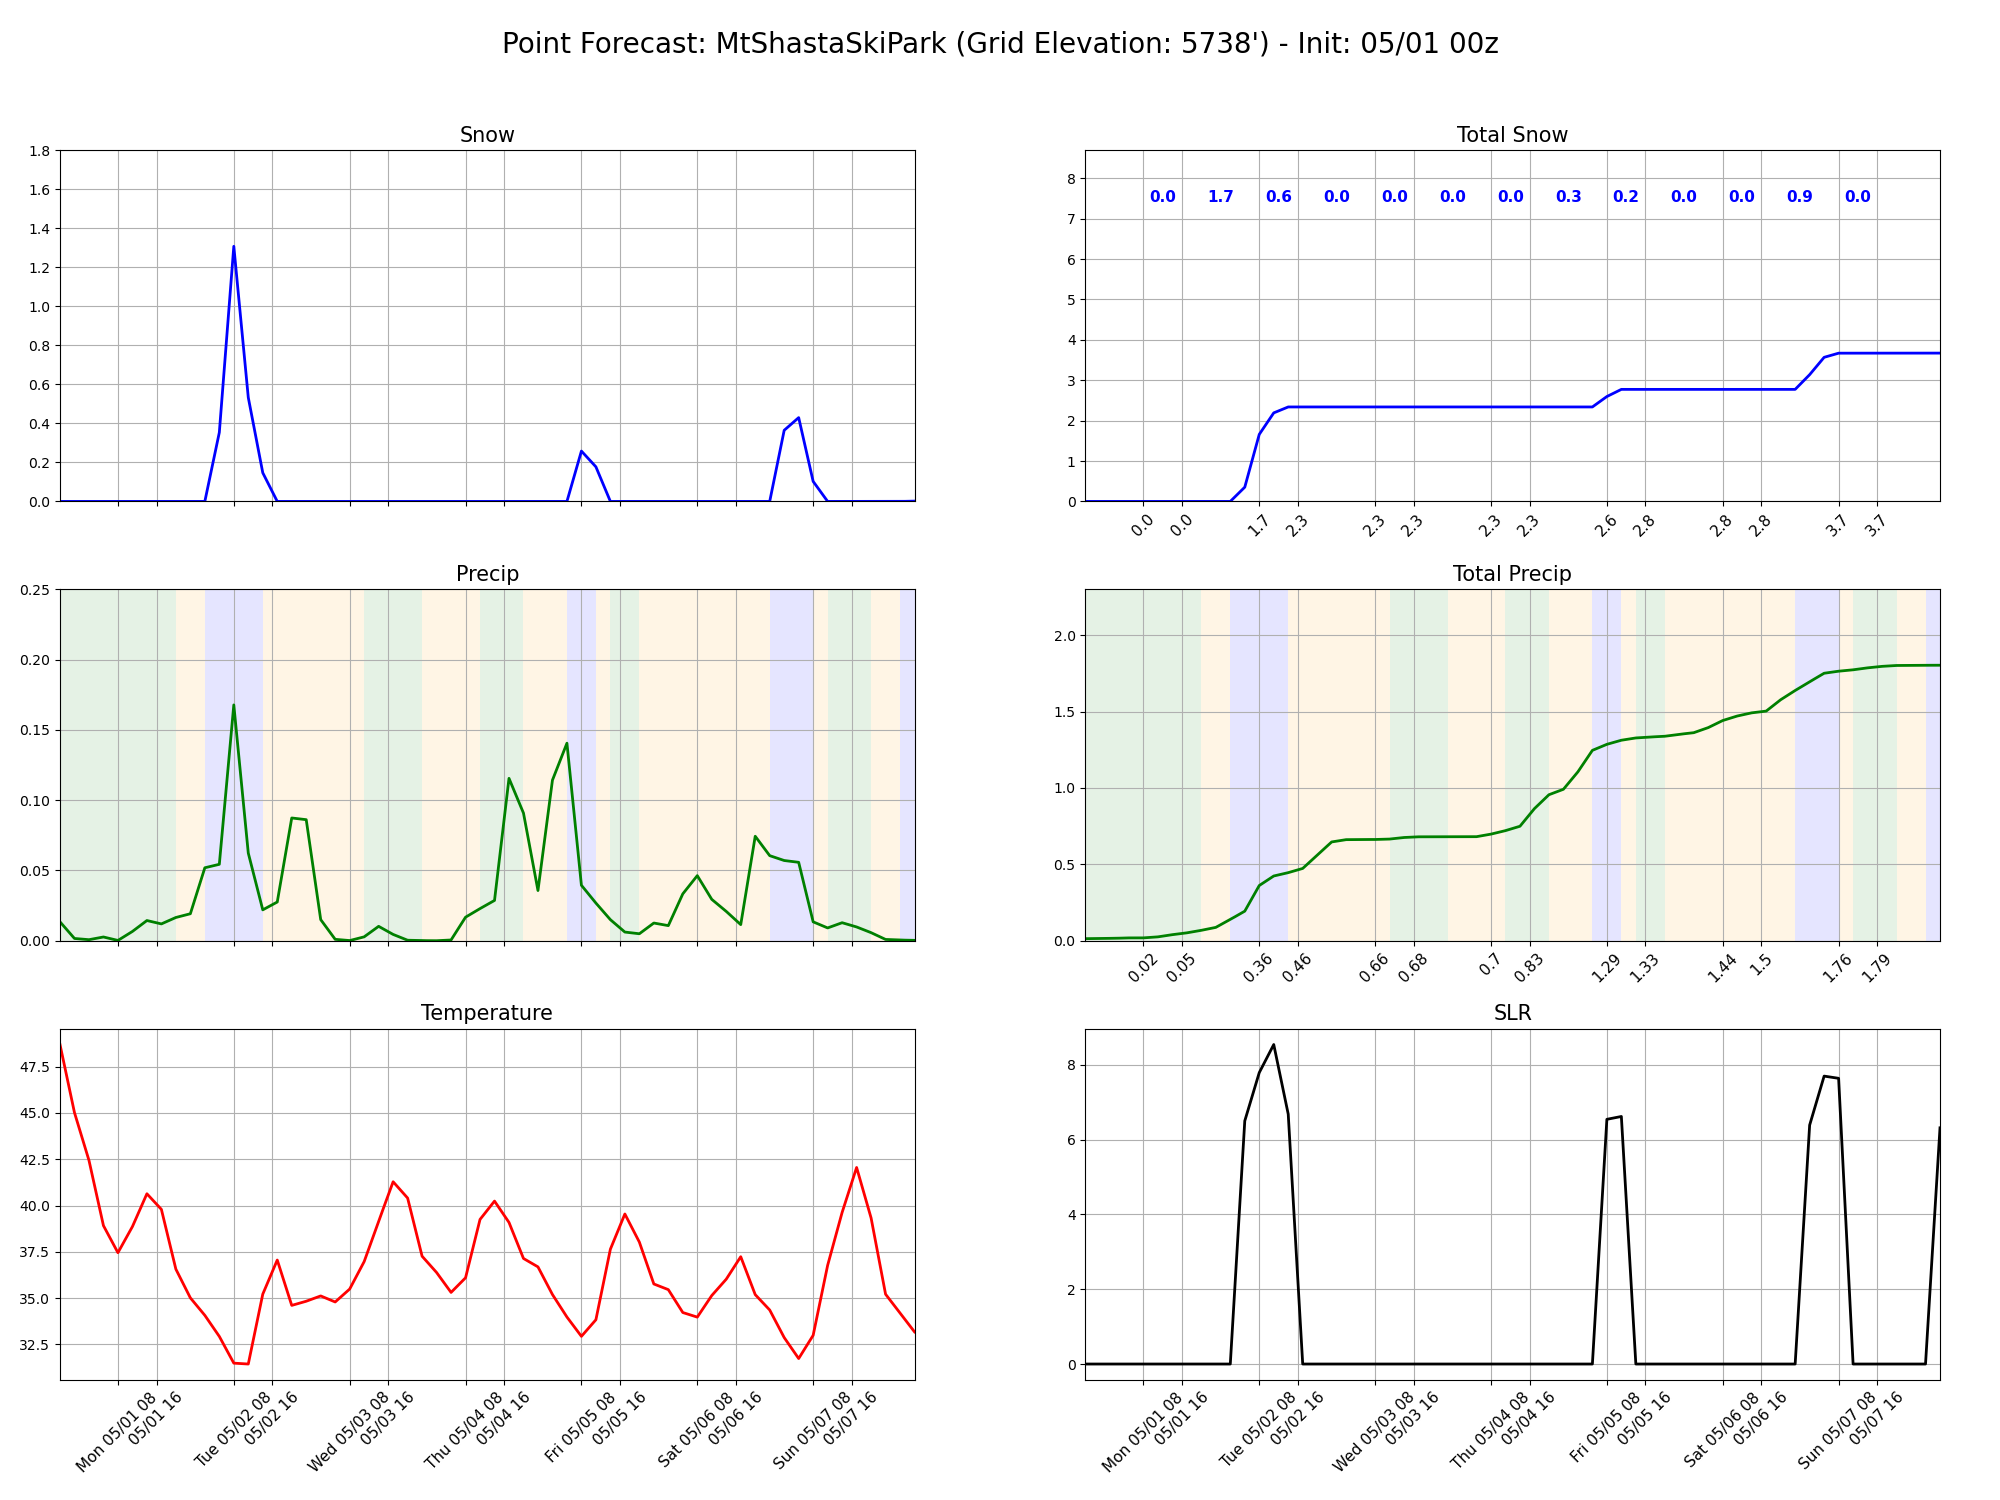 Point Forecast: MtShastaSkiPark (Grid Elevation: 5738') - Init: 05/01 00z
Snow
1.8
1.6
1.4
1.2
1.0
0.8
0.6
0.4
0.2
0.0
Total Snow
8
7
6
5
4
3
2
1
0
0.0 1.7 0.6 0.0 0.0 0.0 0.0 0.3 0.2 0.0 0.0 0.9 0.0
0.0 0.0 1.7 2.3 2.3 2.3 2.3 2.3 2.6 2.8 2.8 2.8 3.7 3.7
Precip
0.25
0.20
0.15
0.10
0.05
0.00
Total Precip
2.0
1.5
1.0
0.5
0.0
0.02 0.05 0.36 0.46 0.66 0.68 0.7 0.83 1.29 1.33 1.44 1.5 1.76 1.79
Temperature
47.5
45.0
42.5
40.0
37.5
35.0
32.5
Mon 05/01 08
05/01 16
Tue 05/02 08
05/02 16
Wed 05/03 08
05/03 16
Thu 05/04 08
05/04 16
Fri 05/05 08
05/05 16
Sat 05/06 08
05/06 16
Sun 05/07 08
05/07 16
SLR
8
6
4
2
0
Mon 05/01 08
05/01 16
Tue 05/02 08
05/02 16
Wed 05/03 08
05/03 16
Thu 05/04 08
05/04 16
Fri 05/05 08
05/05 16
Sat 05/06 08
05/06 16
Sun 05/07 08
05/07 16